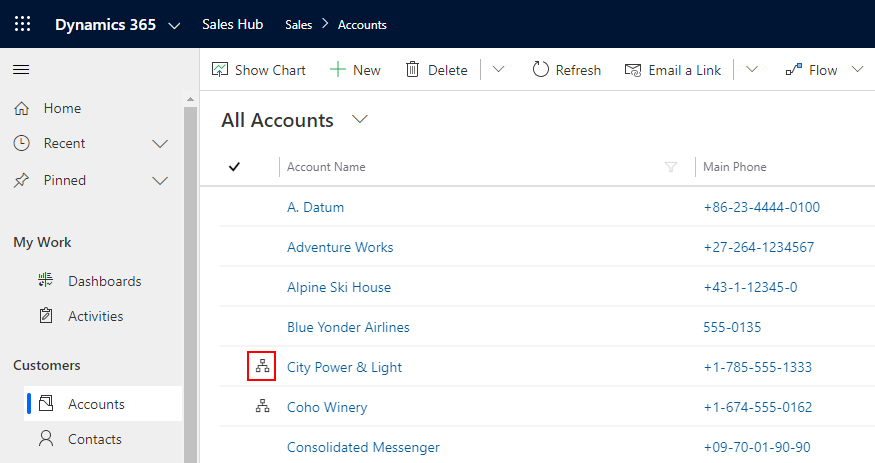 Dynamics 365 Sales Hub Sales Accounts
Show Chart New Delete Refresh Email a Link Flow
Home
Recent
Pinned
My Work
Dashboards
Activities
Customers
Accounts
Contacts
All Accounts
Account Name Main Phone
A. Datum +86-23-4444-0100
Adventure Works +27-264-1234567
Alpine Ski House +43-1-12345-0
Blue Yonder Airlines 555-0135
City Power & Light +1-785-555-1333
Coho Winery +1-674-555-0162
Consolidated Messenger +09-70-01-90-90